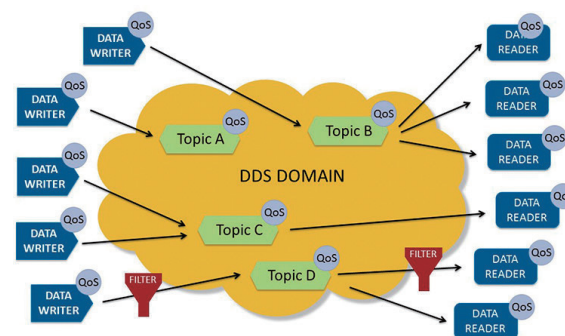 QoS
DATA
WRITER
QoS
DATA
READER
QoS
DATA
WRITER
QoS
DATA
READER
QoS
Topic A
QoS
Topic B
QoS
DATA
READER
DDS DOMAIN
QoS
DATA
WRITER
QoS
DATA
READER
QoS
Topic C
QoS
DATA
WRITER
QoS
Topic D
FILTER
QoS
DATA
READER
QoS
DATA
WRITER
FILTER
QoS
DATA
READER